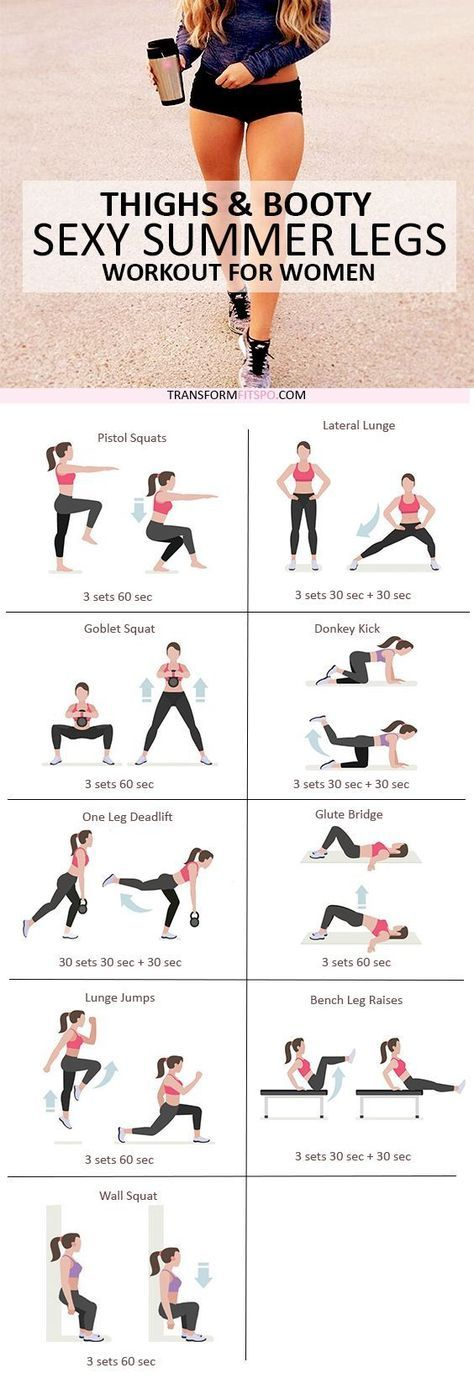 THIGHS & BOOTY
SEXY SUMMER LEGS
WORKOUT FOR WOMEN
TRANSFORMFITSPO.COM
Pistol Squats
3 sets 60 sec
Lateral Lunge
3 sets 30 sec + 30 sec
Goblet Squat
3 sets 60 sec
Donkey Kick
3 sets 30 sec + 30 sec
One Leg Deadlift
30 sets 30 sec + 30 sec
Glute Bridge
3 sets 60 sec
Lunge Jumps
3 sets 60 sec
Bench Leg Raises
3 sets 30 sec + 30 sec
Wall Squat
3 sets 60 sec